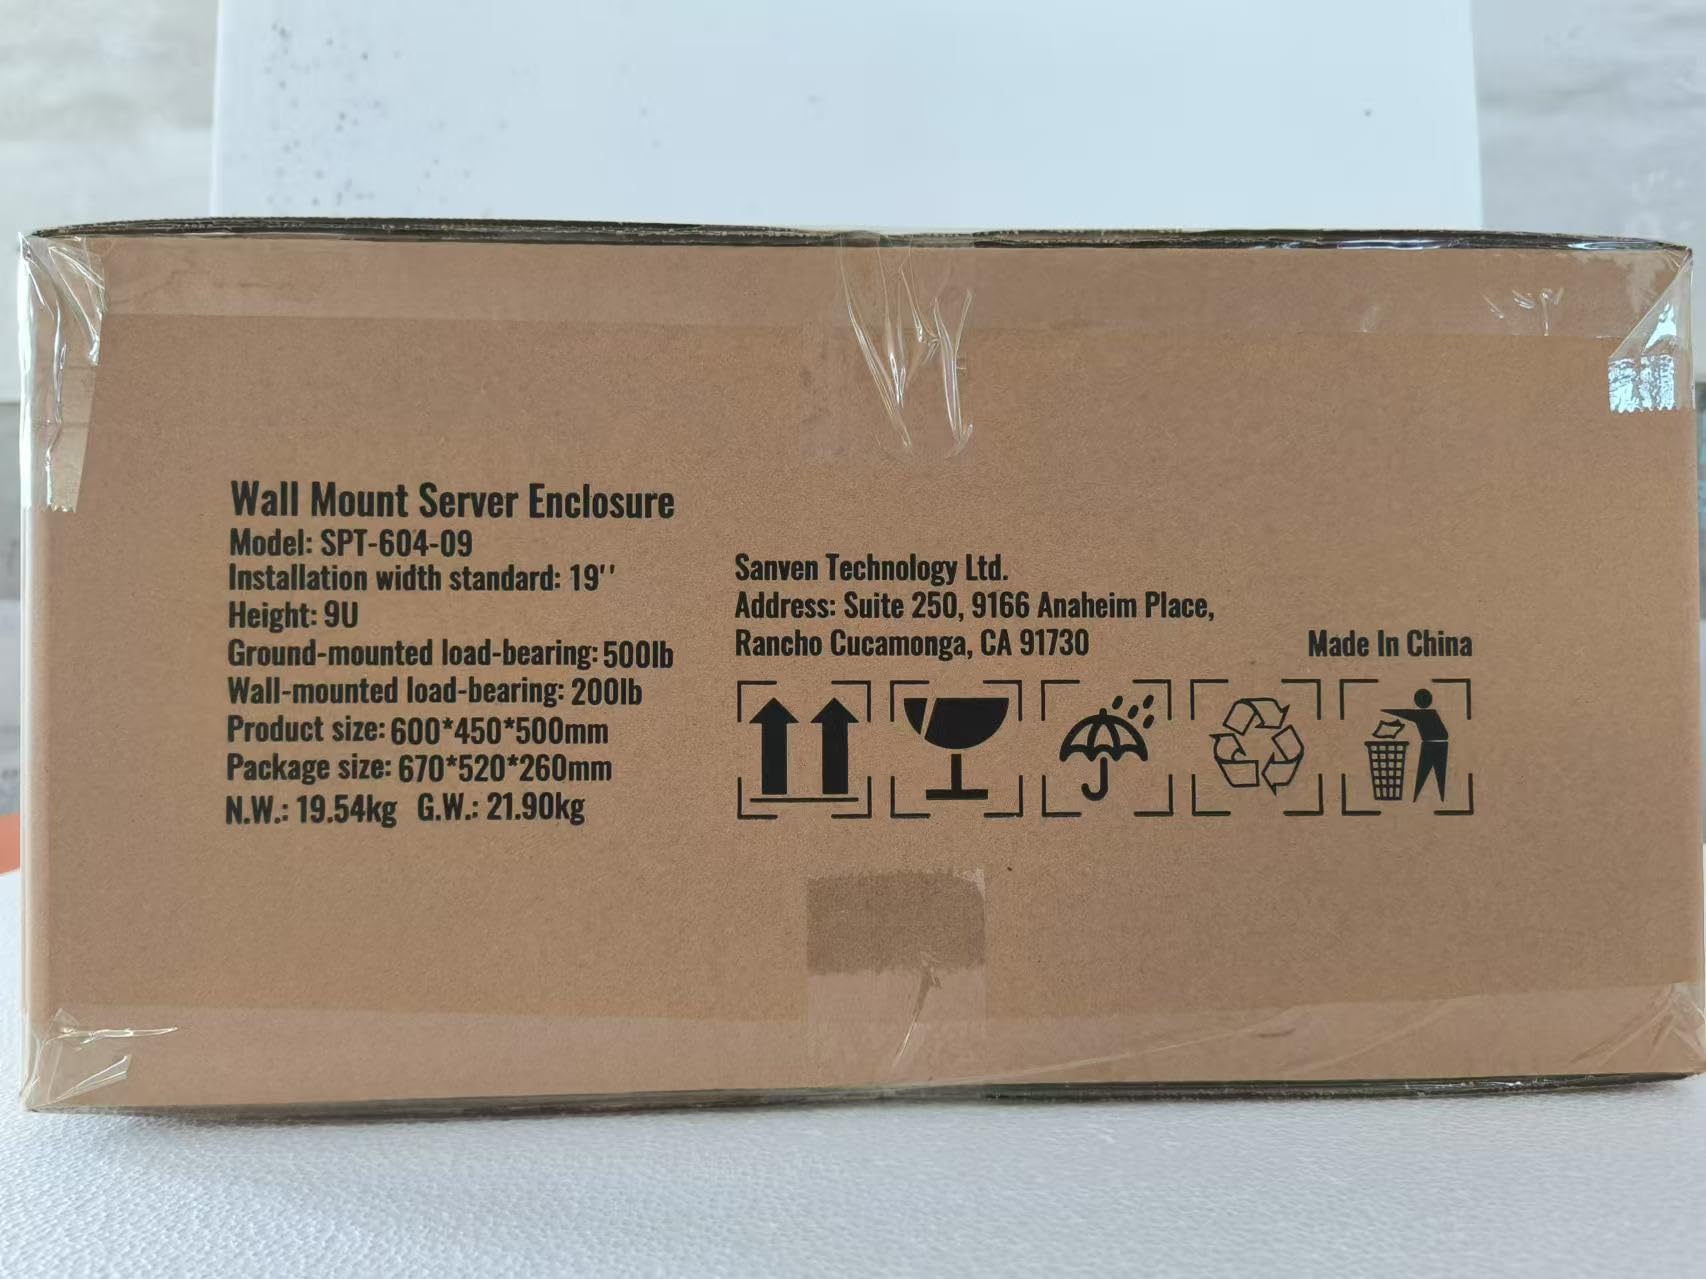 Wall Mount Server Enclosure
Model: SPT-604-09
Installation width standard: 19''
Height: 9U
Ground-mounted load-bearing: 500lb
Wall-mounted load-bearing: 200lb
Product size: 600*450*500mm
Package size: 670*520*260mm
N.W.: 19.54kg G.W.: 21.90kg
Sanven Technology Ltd.
Address: Suite 250, 9166 Anaheim Place,
Rancho Cucamonga, CA 91730
Made In China